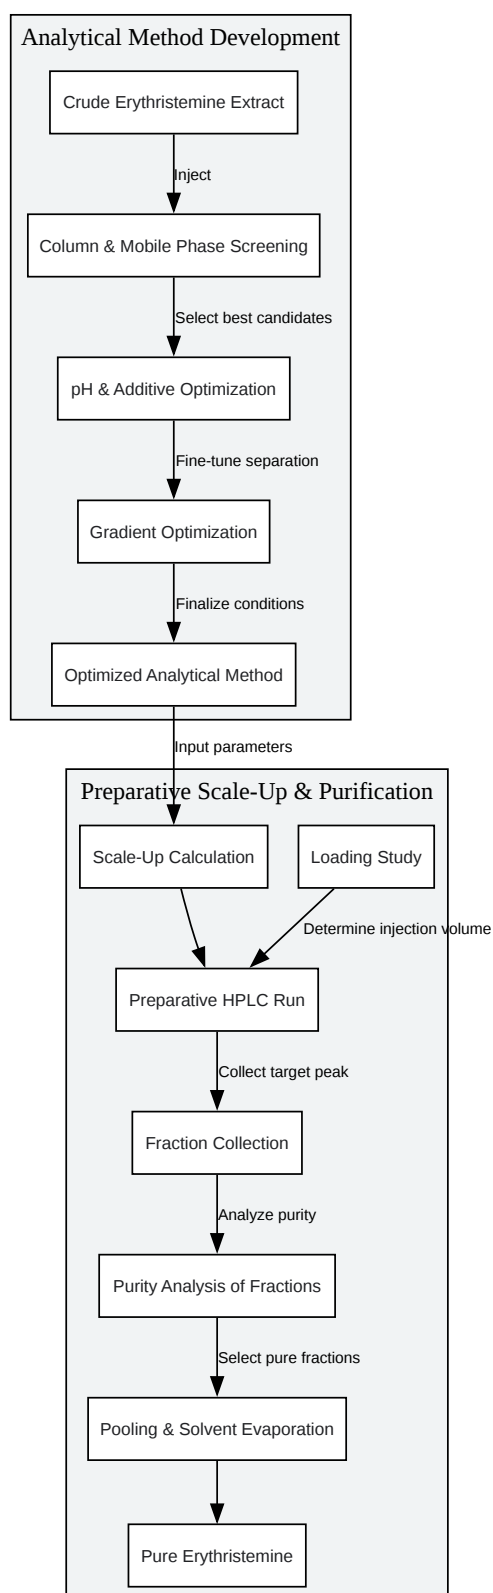 Analytical Method Development
Crude Erythristemine Extract
Inject
Column & Mobile Phase Screening
Select best candidates
pH & Additive Optimization
Fine-tune separation
Gradient Optimization
Finalize conditions
Optimized Analytical Method
Input parameters
Preparative Scale-Up & Purification
Scale-Up Calculation
Loading Study
Determine injection volume
Preparative HPLC Run
Collect target peak
Fraction Collection
Analyze purity
Purity Analysis of Fractions
Select pure fractions
Pooling & Solvent Evaporation
Pure Erythristemine